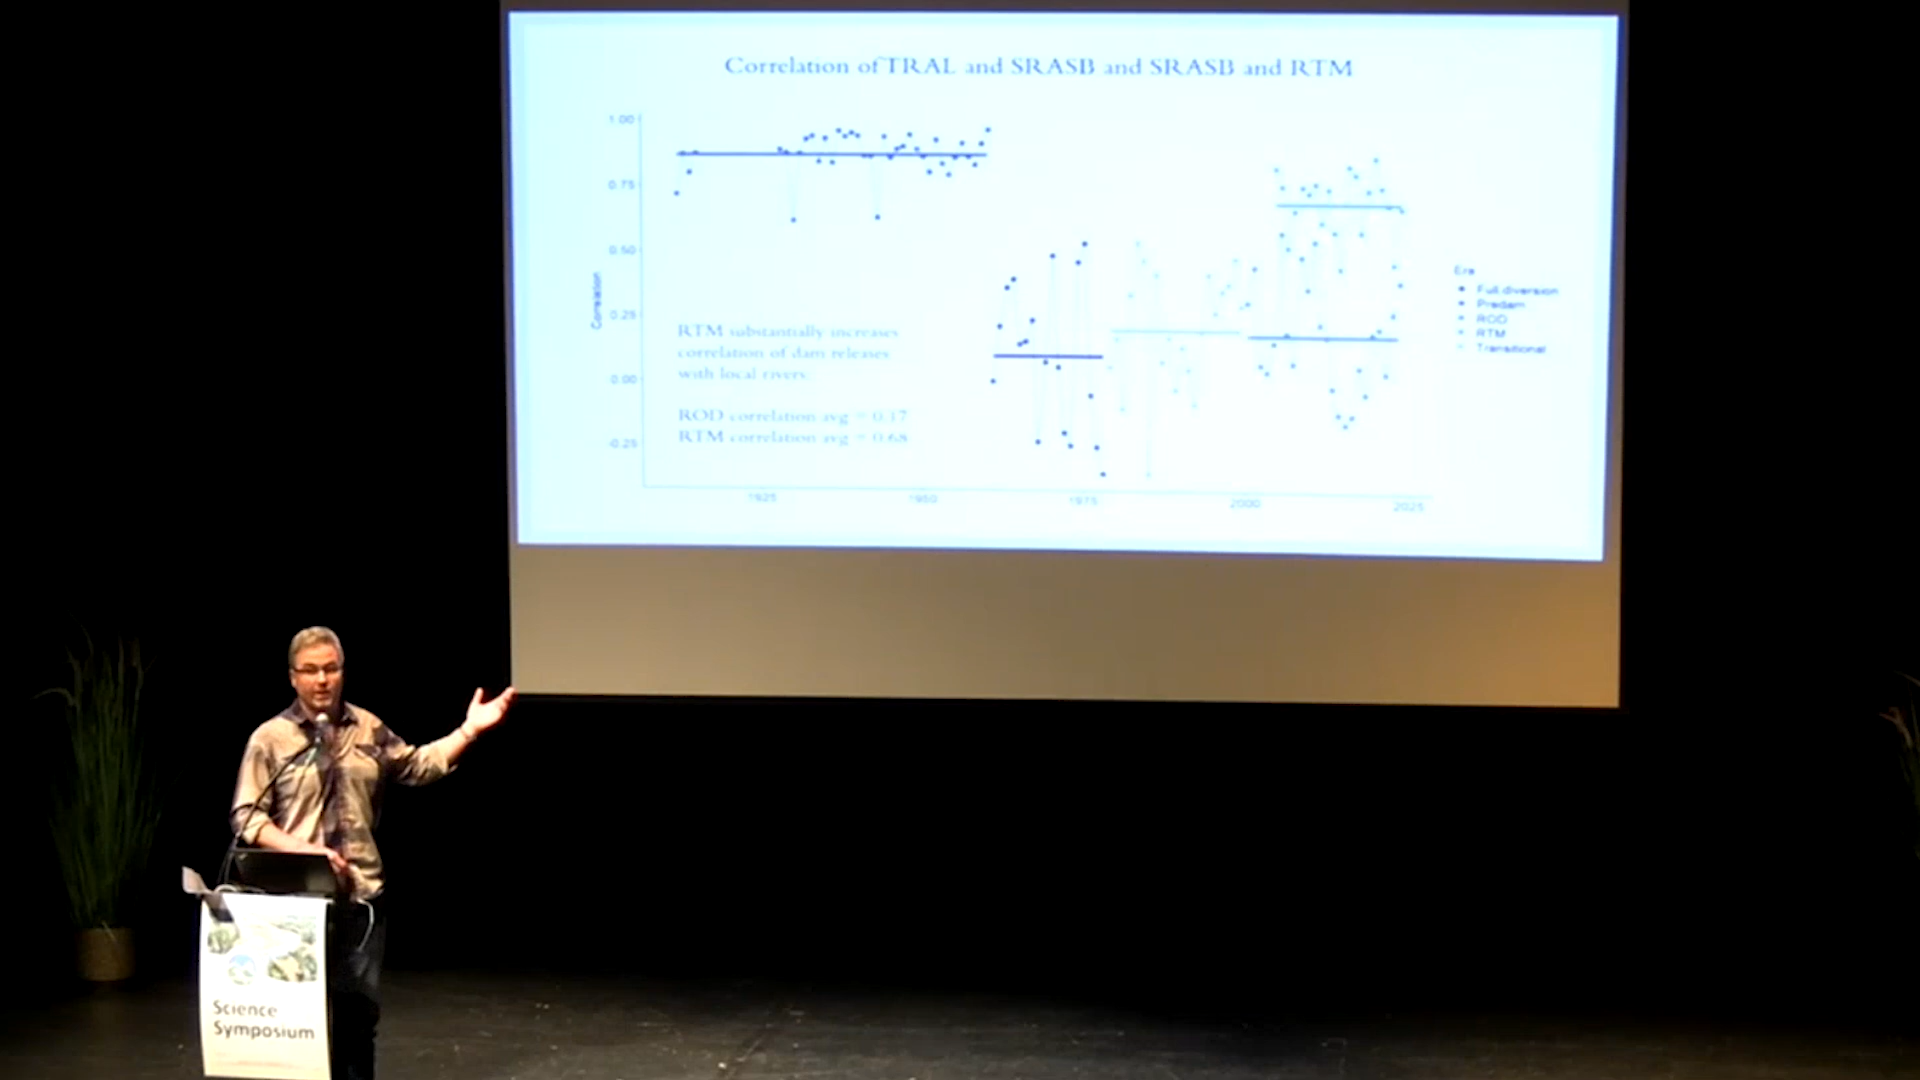 Correlation of TRAL and SRASB and SRASB and RTM
1.00
0.75
0.50
0.25
0.00
-0.25
Correlation
RTM substantially increases
correlation of dam releases
with local rivers.
ROD correlation avg = 0.17
RTM correlation avg = 0.68
1925
1950
1975
2000
2025
Era
Full diversion
Predam
ROD
RTM
Transitional
Science
Symposium